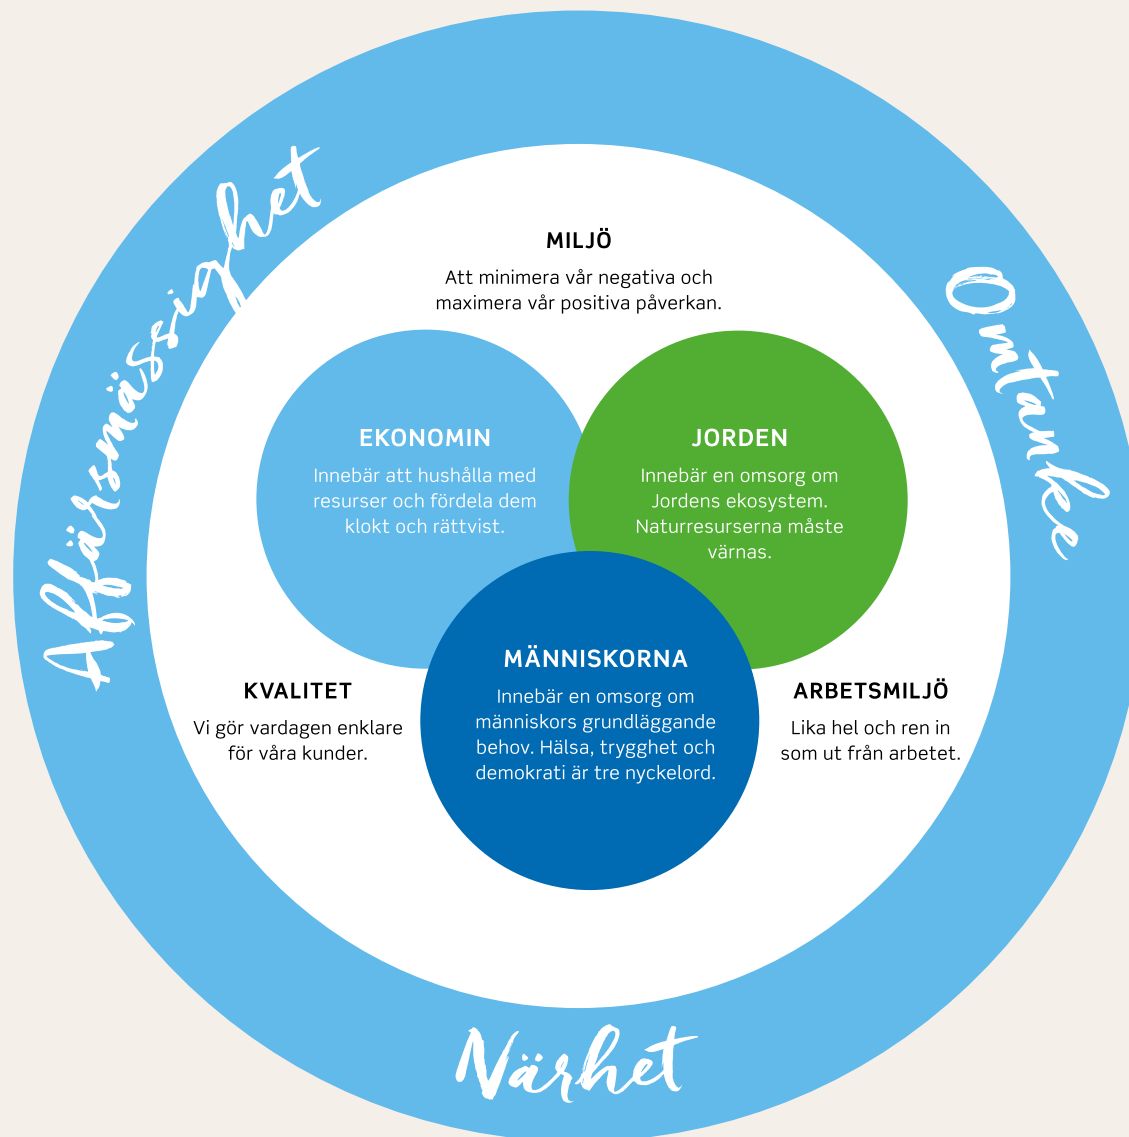 Affärsmässighet
Omtanke
MILJÖ
Att minimera vår negativa och
maximera vår positiva påverkan.
EKONOMIN
Innebär att hushålla med
resurser och fördela dem
klokt och rättvist.
JORDEN
Innebär en omsorg om
Jordens ekosystem.
Naturresurserna måste
värnas.
MÄNNISKORNA
Innebär en omsorg om
människors grundläggande
behov. Hälsa, trygghet och
demokrati är tre nyckelord.
KVALITET
Vi gör vardagen enklare
för våra kunder.
ARBETSMILJÖ
Lika hel och ren in
som ut från arbetet.
Närhet